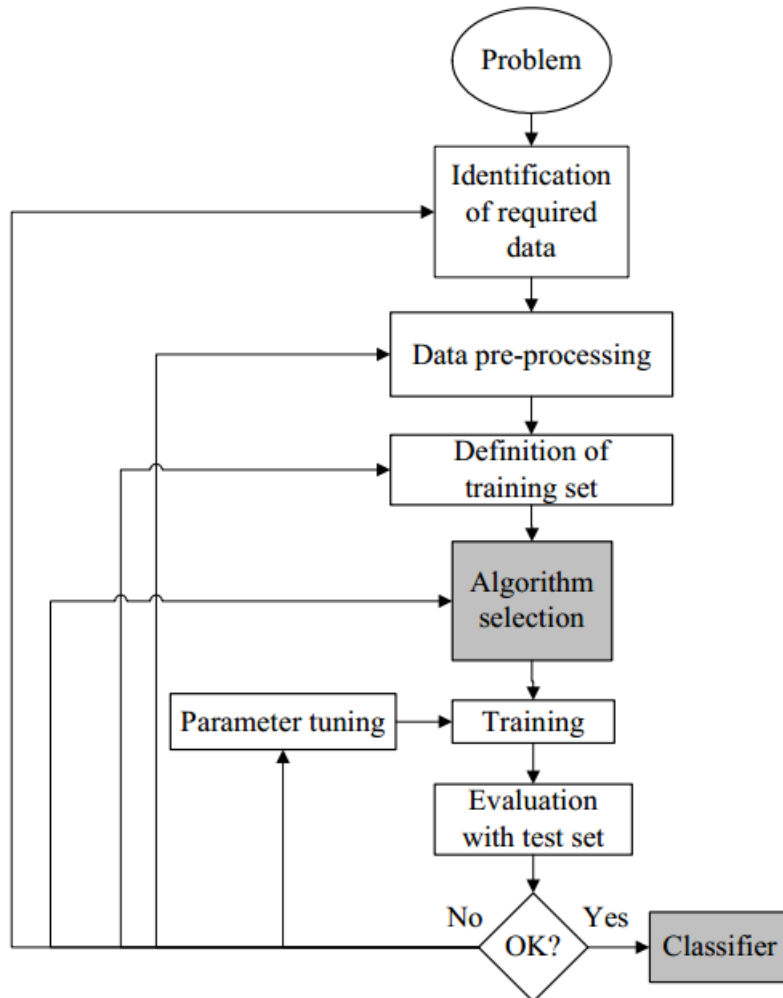 Problem
Identification
of required
data
Data pre-processing
Definition of
training set
Algorithm
selection
Parameter tuning
Training
Evaluation
with test set
No
Yes
OK?
Classifier